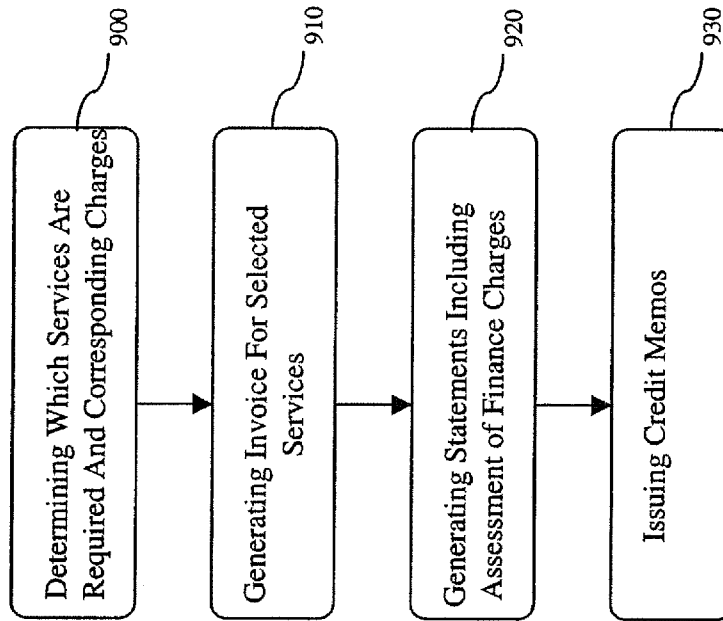 Determining Which Services Are
Required And Corresponding Charges
900
Generating Invoice For Selected
Services
910
Generating Statements Including
Assessment of Finance Charges
920
Issuing Credit Memos
930